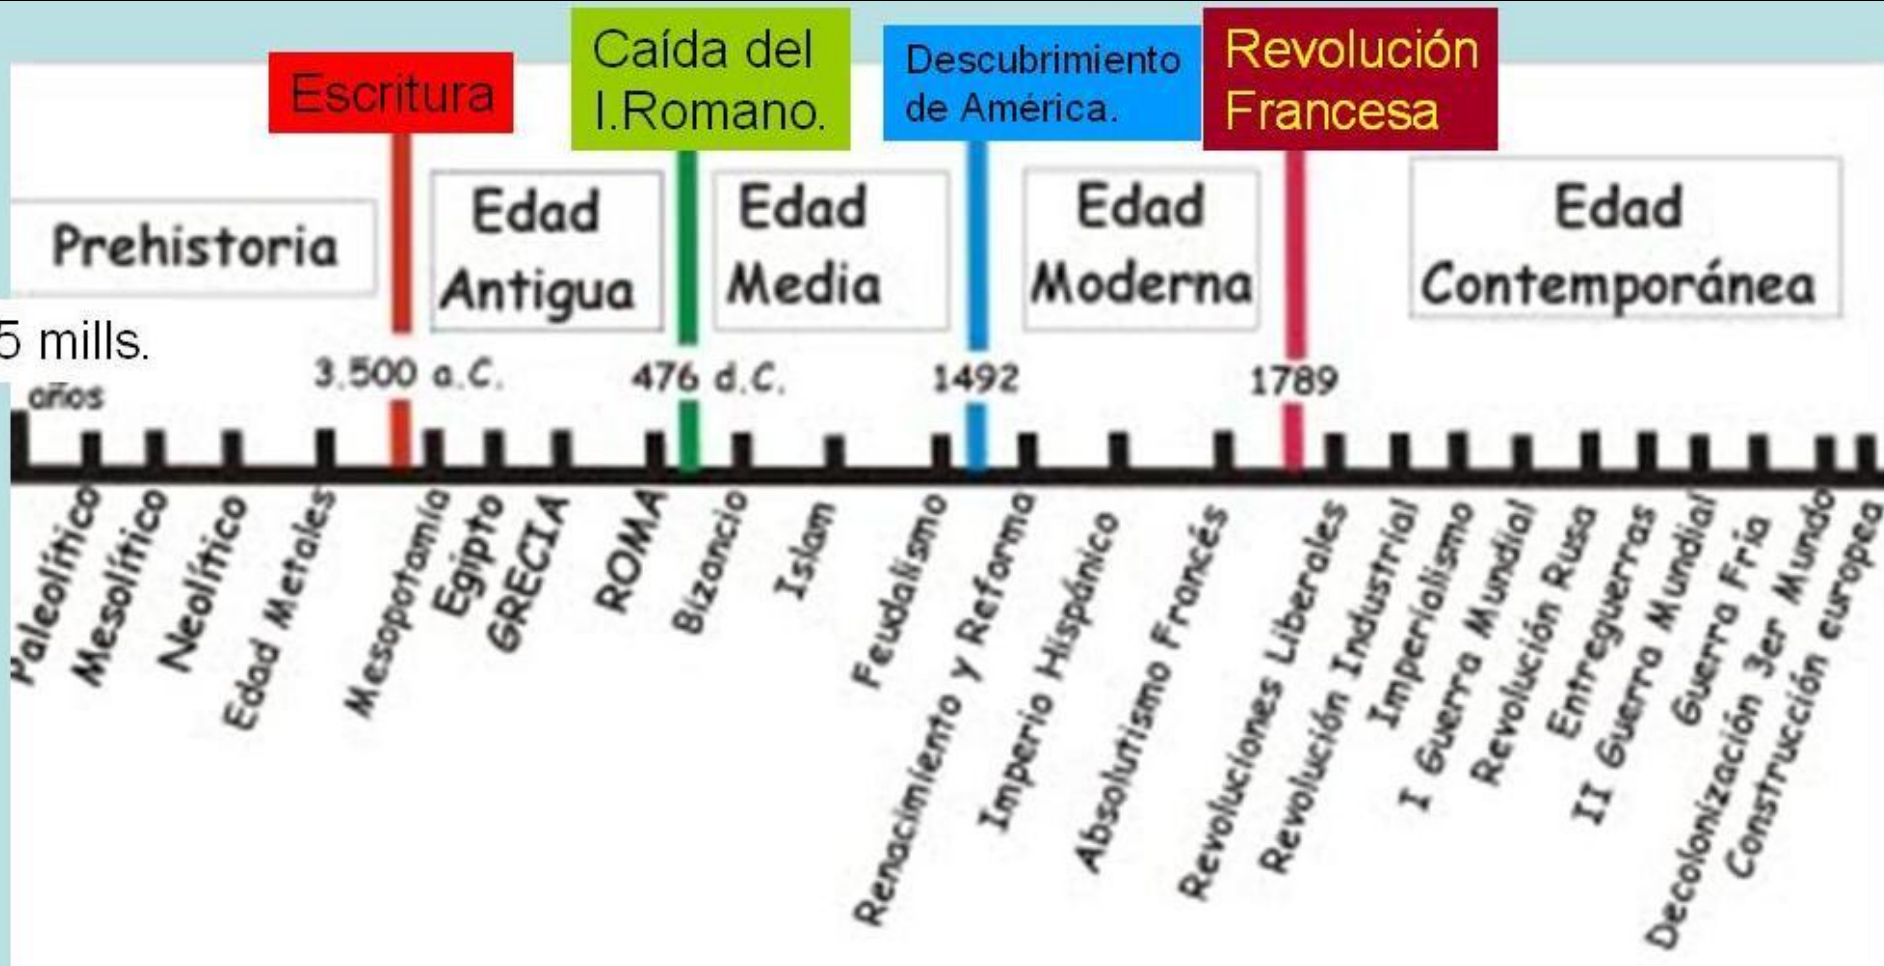 Escritura
Caída del
I.Romano.
Descubrimiento
de América.
Revolución
Francesa
Prehistoria
Edad
Antigua
Edad
Media
Edad
Moderna
Edad
Contemporánea
5 mills.
años
3.500 a.C.
476 d.C.
1492
1789
Paleolítico
Mesolítico
Neolítico
Edad Metales
Mesopotamia
Egipto
GRECIA
ROMA
Bizancio
Islam
Feudalismo
Renacimiento y Reforma
Imperio Hispánico
Absolutismo Francés
Revoluciones Liberales
Revolución Industrial
Imperialismo
I Guerra Mundial
Revolución Rusa
Entreguerras
II Guerra Mundial
Guerra Fría
Decolonización 3er Mundo
Construcción europea